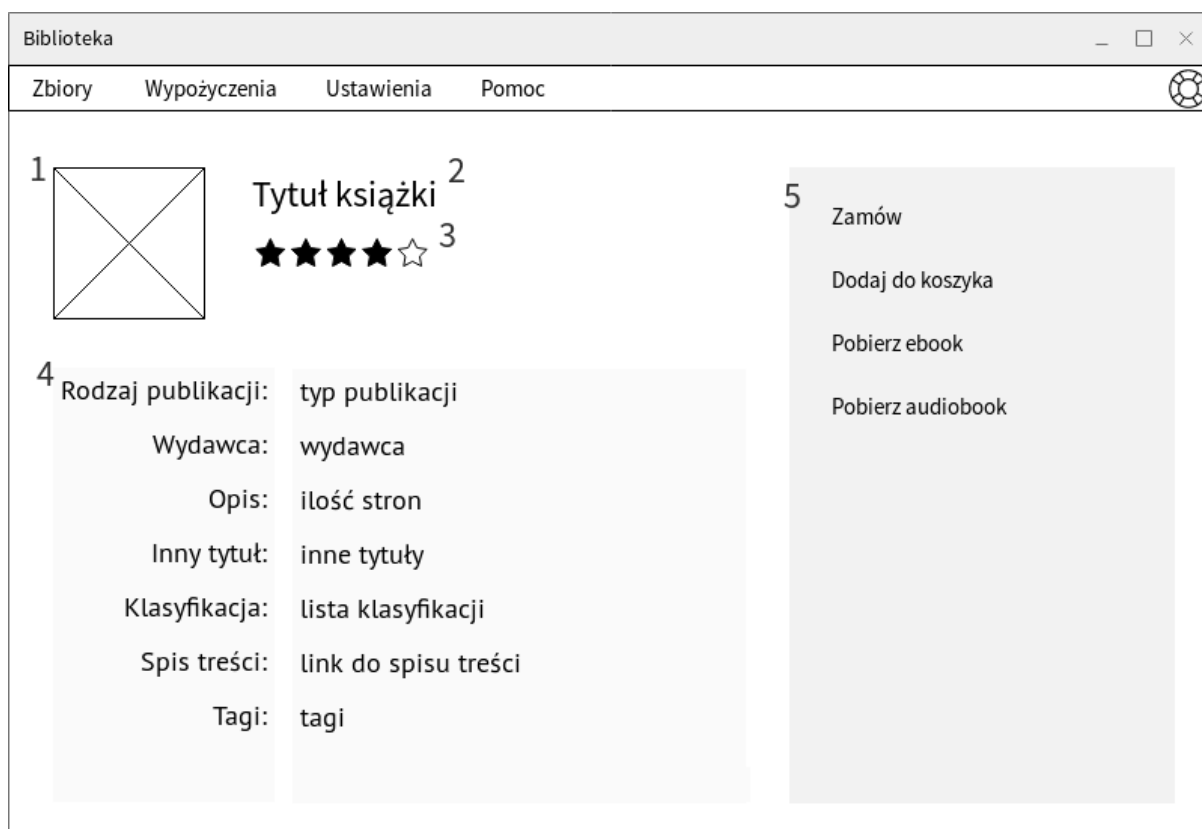 Biblioteka
Zbiory Wypożyczenia Ustawienia Pomoc
1
Tytuł książki 2
3
4
Rodzaj publikacji: typ publikacji
Wydawca: wydawca
Opis: ilość stron
Inny tytuł: inne tytuły
Klasyfikacja: lista klasyfikacji
Spis treści: link do spisu treści
Tagi: tagi
5
Zamów
Dodaj do koszyka
Pobierz ebook
Pobierz audiobook